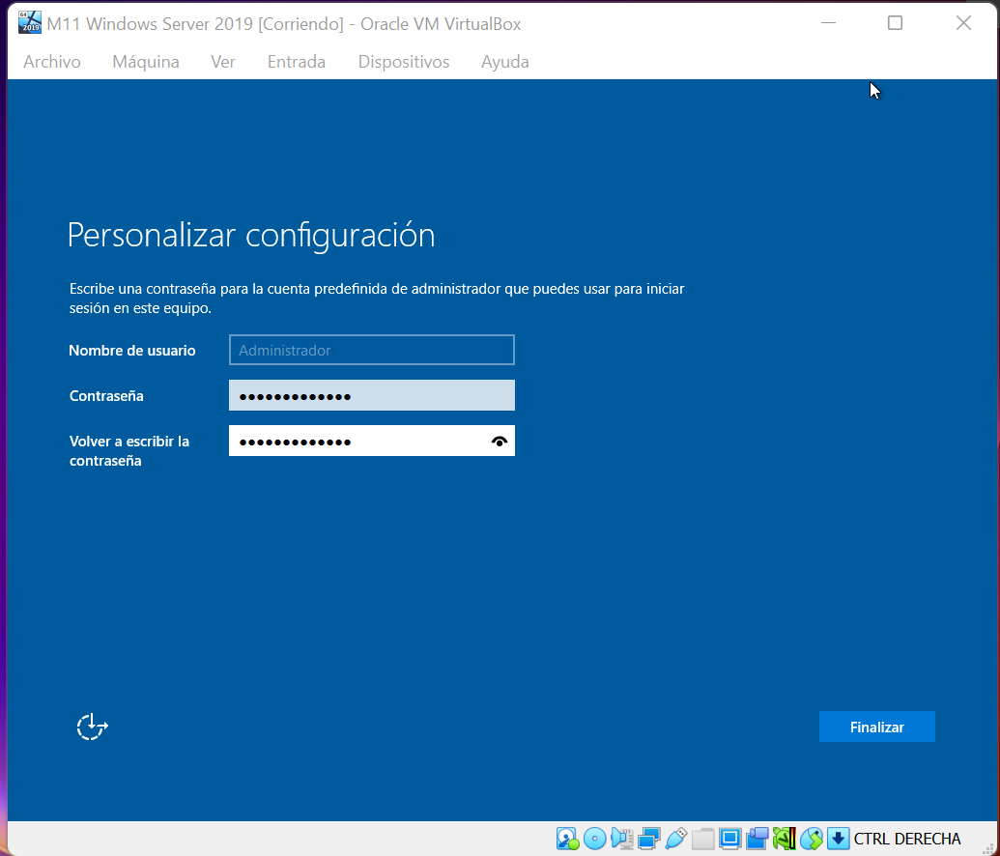 M11 Windows Server 2019 [Corriendo] - Oracle VM VirtualBox
Archivo Máquina Ver Entrada Dispositivos Ayuda
Personalizar configuración
Escribe una contraseña para la cuenta predefinida de administrador que puedes usar para iniciar
sesión en este equipo.
Nombre de usuario Administrador
Contraseña •••••••••••••
Volver a escribir la •••••••••••••
contraseña
Finalizar
CTRL DERECHA